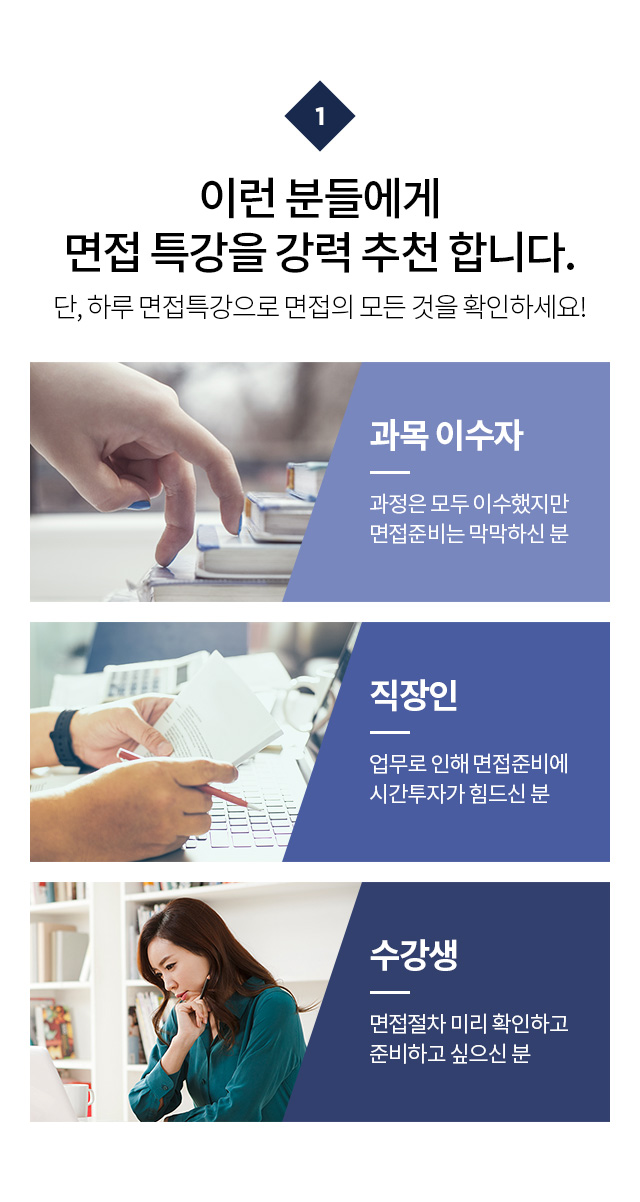 1
이런 분들에게
면접 특강을 강력 추천 합니다.
단, 하루 면접특강으로 면접의 모든 것을 확인하세요!
과목 이수자
과정은 모두 이수했지만
면접준비는 막막하신 분
직장인
업무로 인해 면접준비에
시간투자가 힘드신 분
수강생
면접절차 미리 확인하고
준비하고 싶으신 분